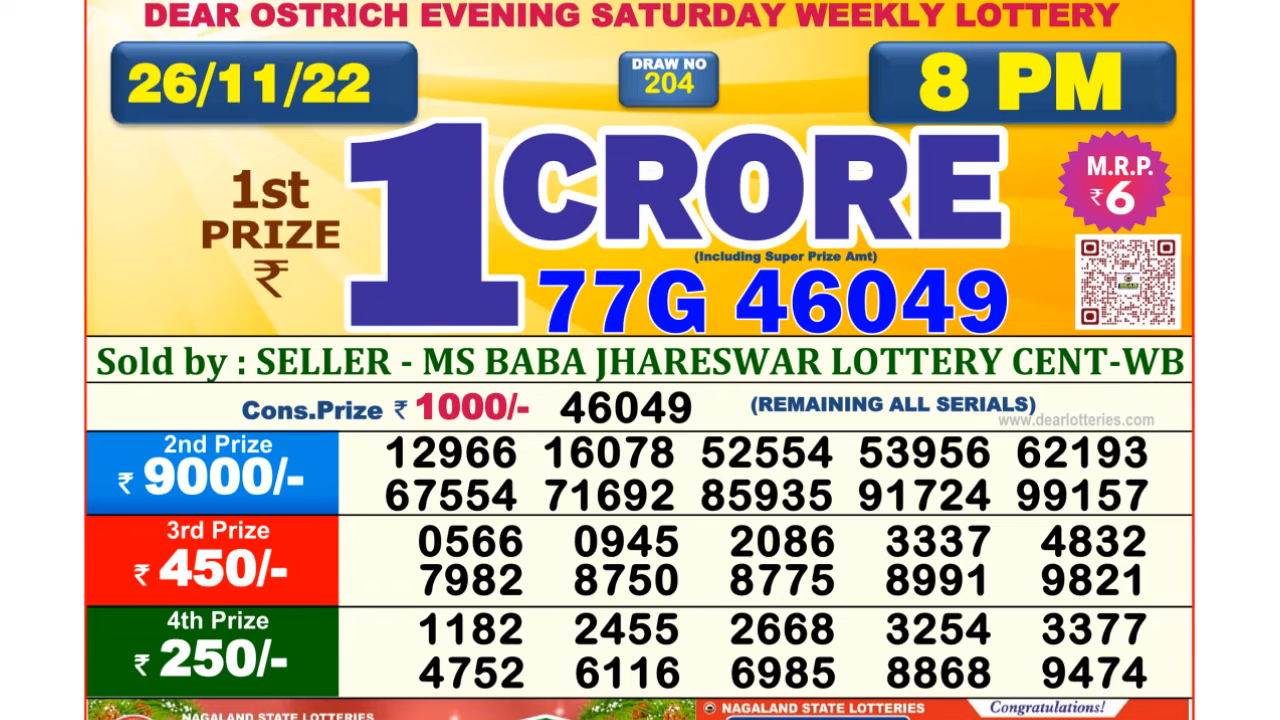 DEAR OSTRICH EVENING SATURDAY WEEKLY LOTTERY
26/11/22
DRAW NO
204
8 PM
1st
PRIZE
₹
1 CRORE
(Including Super Prize Amt)
77G 46049
M.R.P.
₹6
Sold by : SELLER - MS BABA JHARESWAR LOTTERY CENT-WB
Cons.Prize ₹ 1000/- 46049 (REMAINING ALL SERIALS)
www.dearlotteries.com
2nd Prize
₹ 9000/-
12966 16078 52554 53956 62193
67554 71692 85935 91724 99157
3rd Prize
₹ 450/-
0566 0945 2086 3337 4832
7982 8750 8775 8991 9821
4th Prize
₹ 250/-
1182 2455 2668 3254 3377
4752 6116 6985 8868 9474
NAGALAND STATE LOTTERIES
NAGALAND STATE LOTTERIES
Congratulations!